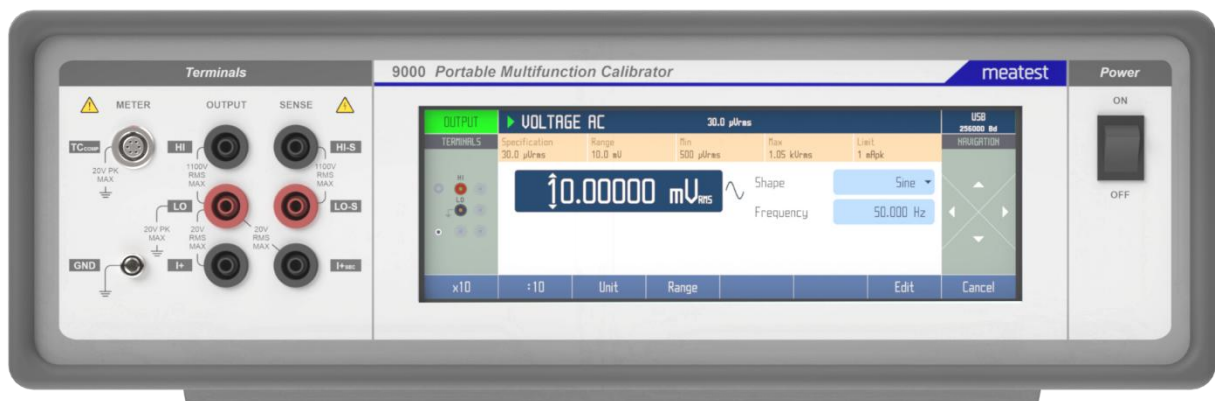 Terminals
METER
OUTPUT
SENSE
TCCOMP
20V PK
MAX
HI
1100V
RMS
MAX
HI-S
1100V
RMS
MAX
LO
20V PK
MAX
20V
RMS
MAX
20V
RMS
MAX
LO-S
GND
I+
I+SEC
9000 Portable Multifunction Calibrator
meatest
OUTPUT
VOLTAGE AC
30.0 µVrms
USB
256000 Bd
TERMINALS
Specification
30.0 µVrms
Range
10.0 mV
Min
500 µVrms
Max
1.05 kVrms
Limit
1 mApk
NAVIGATION
HI
LO
10.00000 mVRMS
Shape
Sine
Frequency
50.000 Hz
x10
:10
Unit
Range
Edit
Cancel
Power
ON
OFF